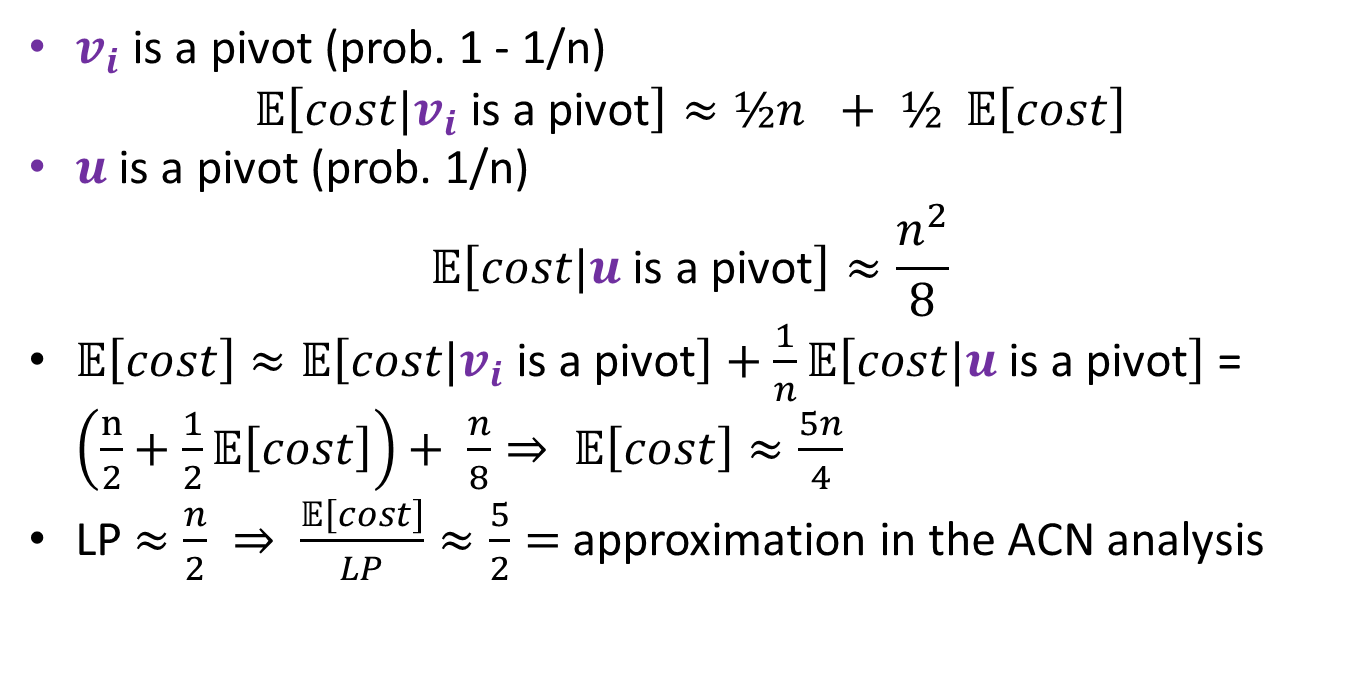 • v_i is a pivot (prob. 1 - 1/n)
𝔼[cost|v_i is a pivot] ≈ ½n + ½ 𝔼[cost]
• u is a pivot (prob. 1/n)
𝔼[cost|u is a pivot] ≈ n²/8
• 𝔼[cost] ≈ 𝔼[cost|v_i is a pivot] + 1/n 𝔼[cost|u is a pivot] =
(n/2 + 1/2 𝔼[cost]) + n/8 ⇒ 𝔼[cost] ≈ 5n/4
• LP ≈ n/2 ⇒ 𝔼[cost]/LP ≈ 5/2 = approximation in the ACN analysis